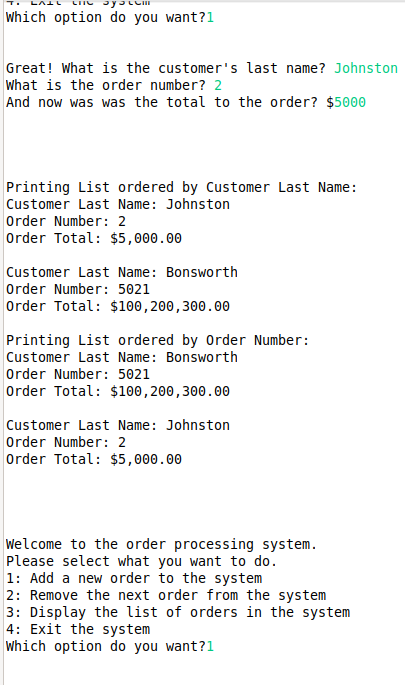 4: Exit the system
Which option do you want?1
Great! What is the customer's last name? Johnston
What is the order number? 2
And now was was the total to the order? $5000
Printing List ordered by Customer Last Name:
Customer Last Name: Johnston
Order Number: 2
Order Total: $5,000.00
Customer Last Name: Bonsworth
Order Number: 5021
Order Total: $100,200,300.00
Printing List ordered by Order Number:
Customer Last Name: Bonsworth
Order Number: 5021
Order Total: $100,200,300.00
Customer Last Name: Johnston
Order Number: 2
Order Total: $5,000.00
Welcome to the order processing system.
Please select what you want to do.
1: Add a new order to the system
2: Remove the next order from the system
3: Display the list of orders in the system
4: Exit the system
Which option do you want?1